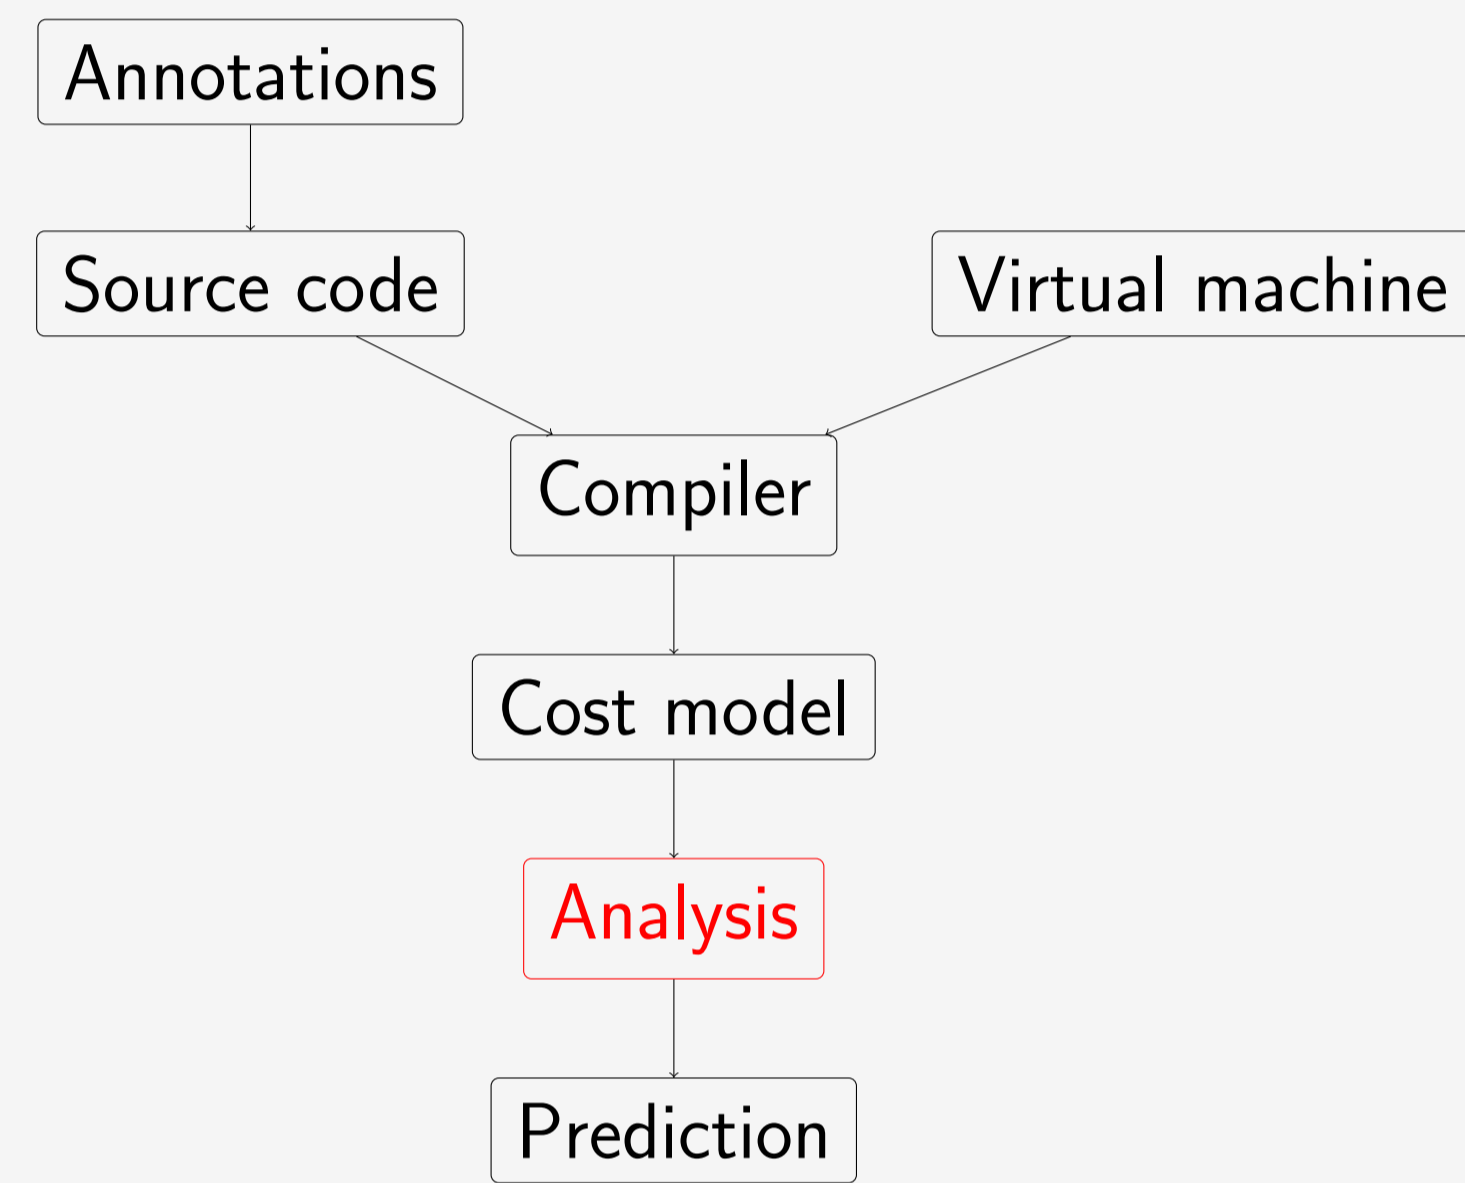 Annotations
Source code
Virtual machine
Compiler
Cost model
Analysis
Prediction